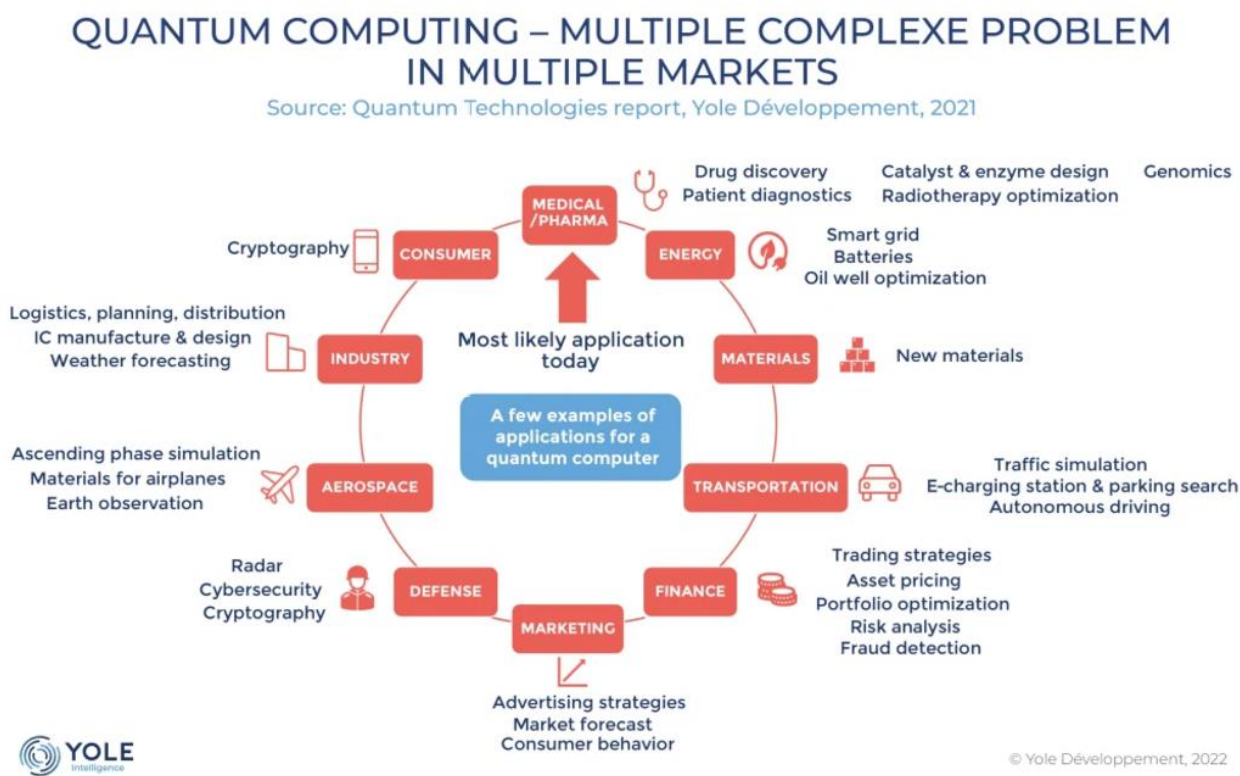 QUANTUM COMPUTING – MULTIPLE COMPLEXE PROBLEM
IN MULTIPLE MARKETS
Source: Quantum Technologies report, Yole Développement, 2021
MEDICAL
/PHARMA
Drug discovery
Patient diagnostics
Catalyst & enzyme design
Radiotherapy optimization
Genomics
ENERGY
Smart grid
Batteries
Oil well optimization
MATERIALS
New materials
TRANSPORTATION
Traffic simulation
E-charging station & parking search
Autonomous driving
FINANCE
Trading strategies
Asset pricing
Portfolio optimization
Risk analysis
Fraud detection
MARKETING
Advertising strategies
Market forecast
Consumer behavior
DEFENSE
Radar
Cybersecurity
Cryptography
AEROSPACE
Ascending phase simulation
Materials for airplanes
Earth observation
INDUSTRY
Logistics, planning, distribution
IC manufacture & design
Weather forecasting
CONSUMER
Cryptography
Most likely application
today
A few examples of
applications for a
quantum computer
YOLE
Intelligence
© Yole Développement, 2022